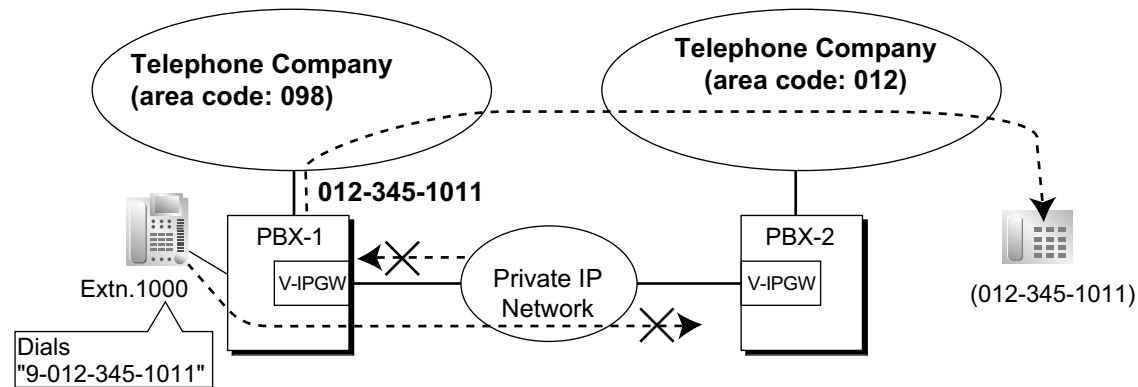 Telephone Company
(area code: 098)
Telephone Company
(area code: 012)
012-345-1011
PBX-1
V-IPGW
Private IP
Network
PBX-2
V-IPGW
Extn.1000
(012-345-1011)
Dials
"9-012-345-1011"